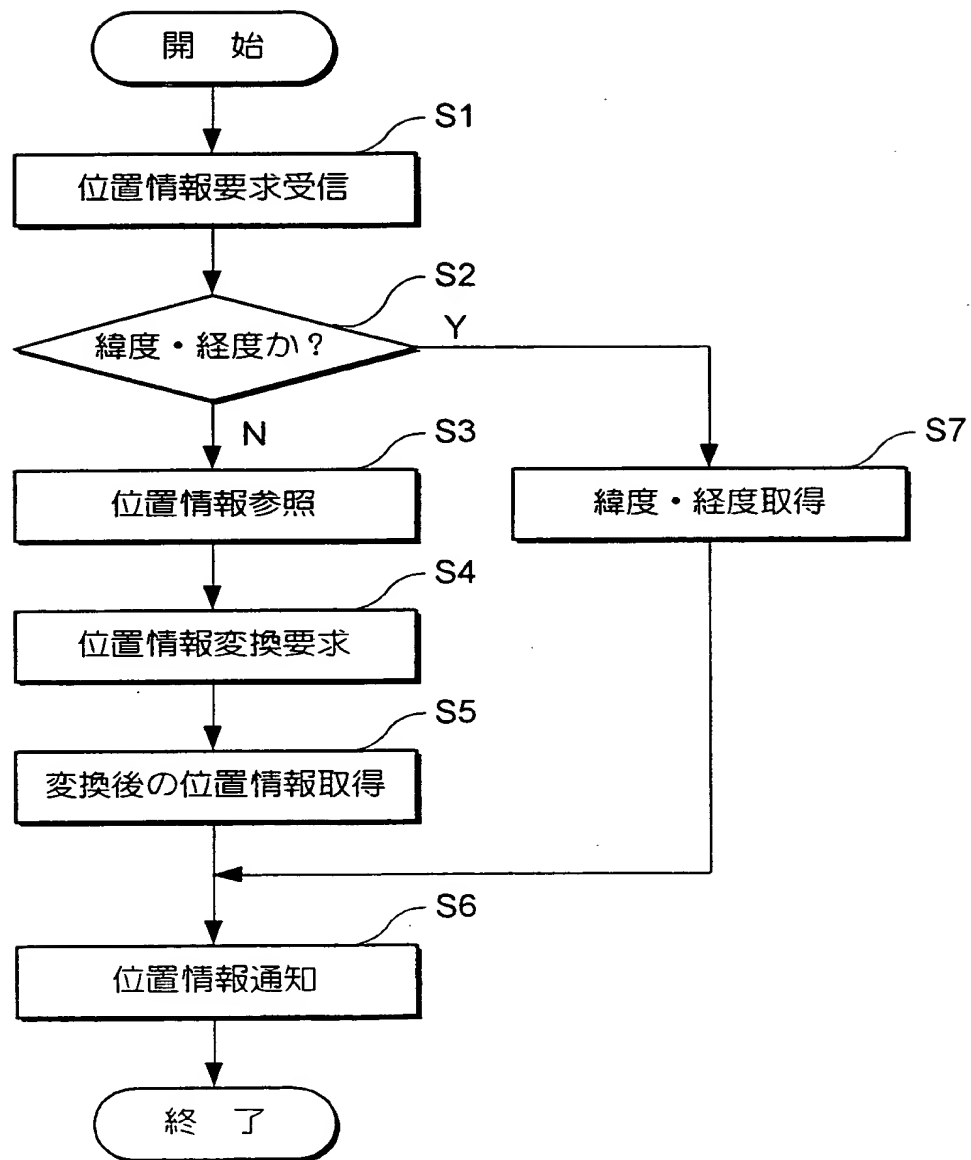 開 始
S1
位置情報要求受信
S2
緯度・経度か？
Y
N
S3
位置情報参照
S7
緯度・経度取得
S4
位置情報変換要求
S5
変換後の位置情報取得
S6
位置情報通知
終 了